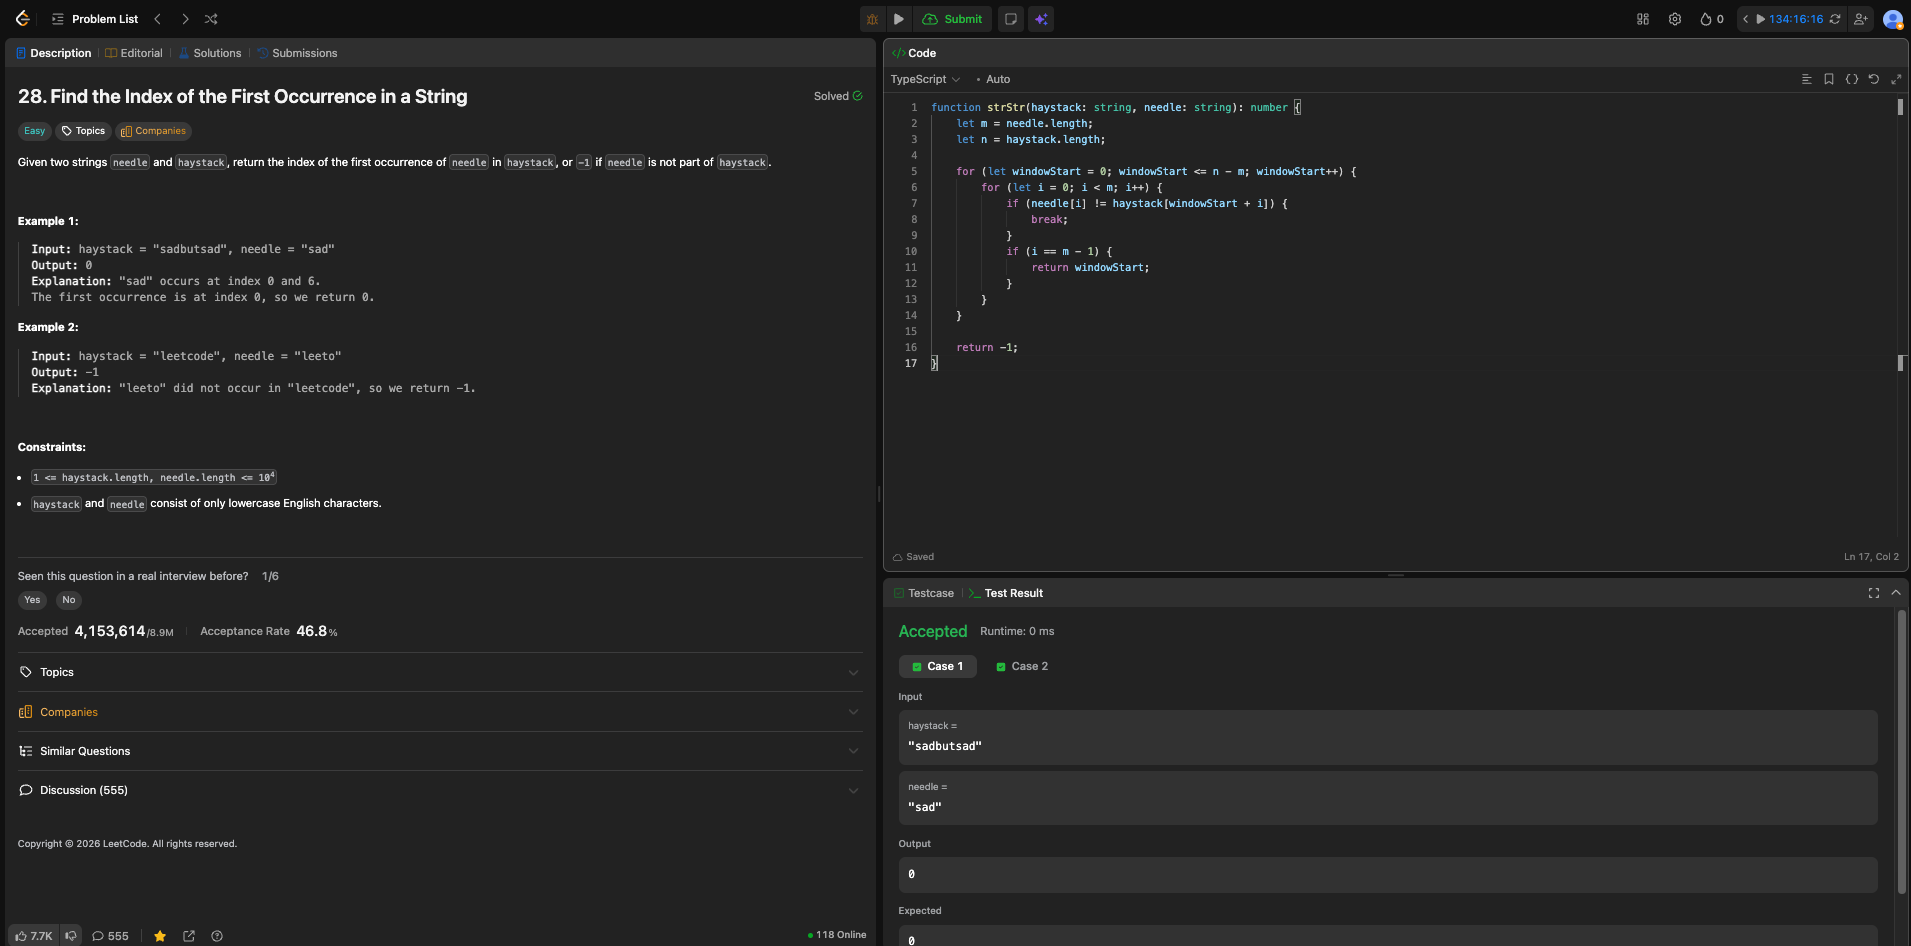 Problem List
Submit
0
134:16:16
Description
Editorial
Solutions
Submissions
28. Find the Index of the First Occurrence in a String
Solved
Easy
Topics
Companies
Given two strings needle and haystack, return the index of the first occurrence of needle in haystack, or -1 if needle is not part of haystack.
Example 1:
Input: haystack = "sadbutsad", needle = "sad"
Output: 0
Explanation: "sad" occurs at index 0 and 6.
The first occurrence is at index 0, so we return 0.
Example 2:
Input: haystack = "leetcode", needle = "leeto"
Output: -1
Explanation: "leeto" did not occur in "leetcode", so we return -1.
Constraints:
• 1 <= haystack.length, needle.length <= 10⁴
• haystack and needle consist of only lowercase English characters.
Seen this question in a real interview before? 1/6
Yes No
Accepted 4,153,614/8.9M Acceptance Rate 46.8%
Topics
Companies
Similar Questions
Discussion (555)
Copyright © 2026 LeetCode. All rights reserved.
7.7K 555
118 Online
</> Code
TypeScript • Auto
1 function strStr(haystack: string, needle: string): number {
2     let m = needle.length;
3     let n = haystack.length;
4
5     for (let windowStart = 0; windowStart <= n - m; windowStart++) {
6         for (let i = 0; i < m; i++) {
7             if (needle[i] != haystack[windowStart + i]) {
8                 break;
9             }
10             if (i == m - 1) {
11                 return windowStart;
12             }
13         }
14     }
15
16     return -1;
17 }
Saved
Ln 17, Col 2
Testcase
>_ Test Result
Accepted Runtime: 0 ms
Case 1 Case 2
Input
haystack =
"sadbutsad"
needle =
"sad"
Output
0
Expected
0